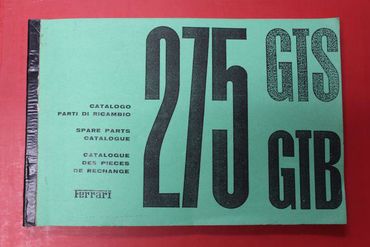 CATALOGO
PARTI DI RICAMBIO
SPARE PARTS
CATALOGUE
CATALOGUE
DES PIECES
DE RECHANGE
Ferrari
275
GTS
GTB